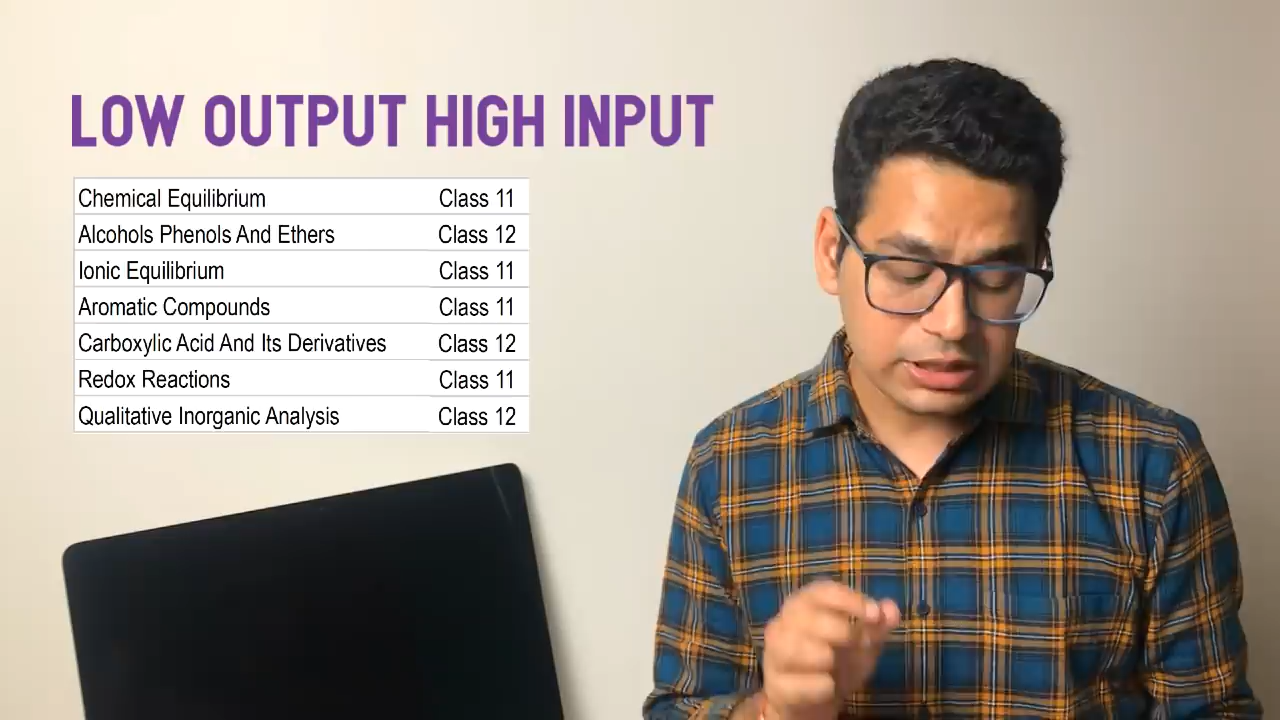 LOW OUTPUT HIGH INPUT
Chemical Equilibrium Class 11
Alcohols Phenols And Ethers Class 12
Ionic Equilibrium Class 11
Aromatic Compounds Class 11
Carboxylic Acid And Its Derivatives Class 12
Redox Reactions Class 11
Qualitative Inorganic Analysis Class 12